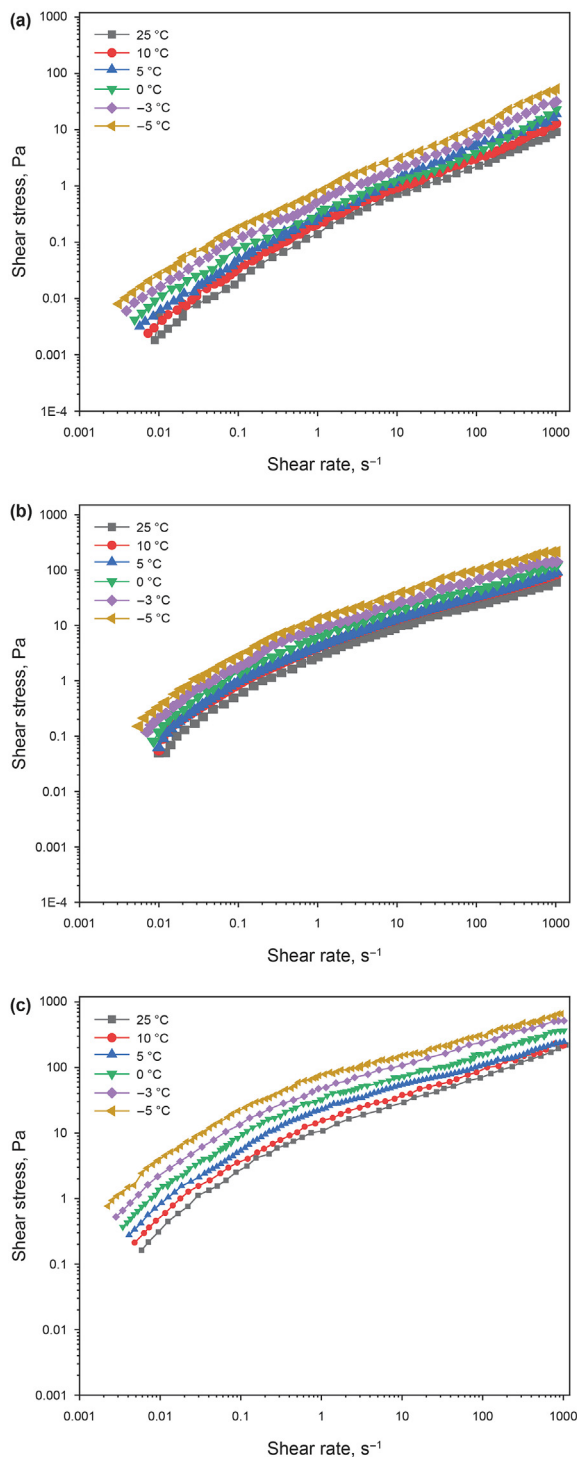 (a)
1000
100
10
1
0.1
0.01
0.001
1E-4
Shear stress, Pa
25 °C
10 °C
5 °C
0 °C
–3 °C
–5 °C
0.001 0.01 0.1 1 10 100 1000
Shear rate, s⁻¹
(b)
1000
100
10
1
0.1
0.01
0.001
1E-4
Shear stress, Pa
25 °C
10 °C
5 °C
0 °C
–3 °C
–5 °C
0.001 0.01 0.1 1 10 100 1000
Shear rate, s⁻¹
(c)
1000
100
10
1
0.1
0.01
0.001
Shear stress, Pa
25 °C
10 °C
5 °C
0 °C
–3 °C
–5 °C
0.001 0.01 0.1 1 10 100 1000
Shear rate, s⁻¹